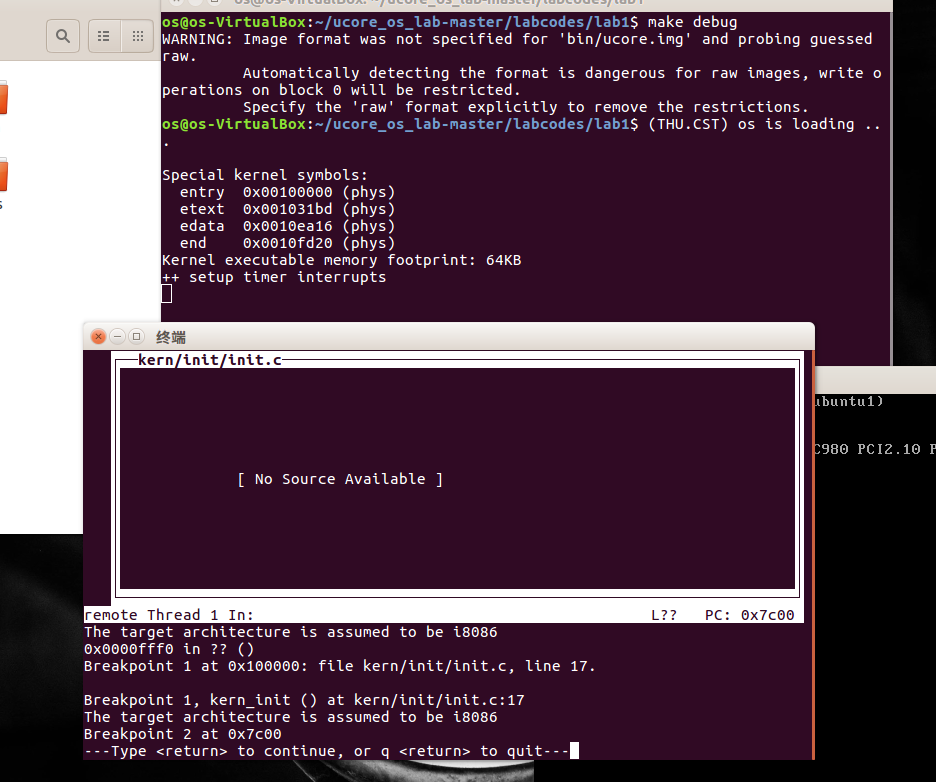 os@os-VirtualBox: ~/ucore_os_lab-master/labcodes/lab1
os@os-VirtualBox:~/ucore_os_lab-master/labcodes/lab1$ make debug
WARNING: Image format was not specified for 'bin/ucore.img' and probing guessed
raw.
         Automatically detecting the format is dangerous for raw images, write o
perations on block 0 will be restricted.
         Specify the 'raw' format explicitly to remove the restrictions.
os@os-VirtualBox:~/ucore_os_lab-master/labcodes/lab1$ (THU.CST) os is loading ..
.
Special kernel symbols:
  entry  0x00100000 (phys)
  etext  0x001031bd (phys)
  edata  0x0010ea16 (phys)
  end    0x0010fd20 (phys)
Kernel executable memory footprint: 64KB
++ setup timer interrupts
终端
kern/init/init.c
[ No Source Available ]
remote Thread 1 In:                                            L??   PC: 0x7c00
The target architecture is assumed to be i8086
0x0000fff0 in ?? ()
Breakpoint 1 at 0x100000: file kern/init/init.c, line 17.
Breakpoint 1, kern_init () at kern/init/init.c:17
The target architecture is assumed to be i8086
Breakpoint 2 at 0x7c00
---Type <return> to continue, or q <return> to quit---
ubuntu1)
C980 PCI2.10 P